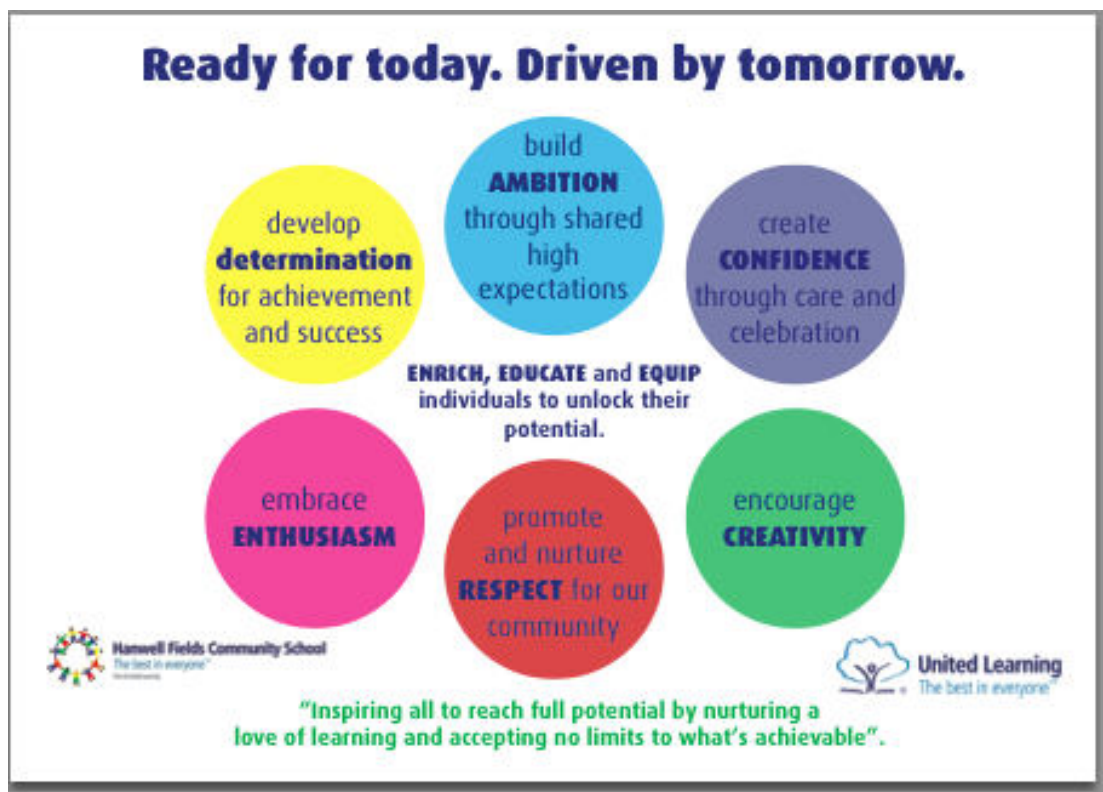 Ready for today. Driven by tomorrow.
build
AMBITION
through shared
high
expectations
develop
determination
for achievement
and success
create
CONFIDENCE
through care and
celebration
ENRICH, EDUCATE and EQUIP
individuals to unlock their
potential.
embrace
ENTHUSIASM
promote
and nurture
RESPECT for our
community
encourage
CREATIVITY
Hanwell Fields Community School
The best in everyone™
United Learning
The best in everyone™
"Inspiring all to reach full potential by nurturing a
love of learning and accepting no limits to what's achievable".